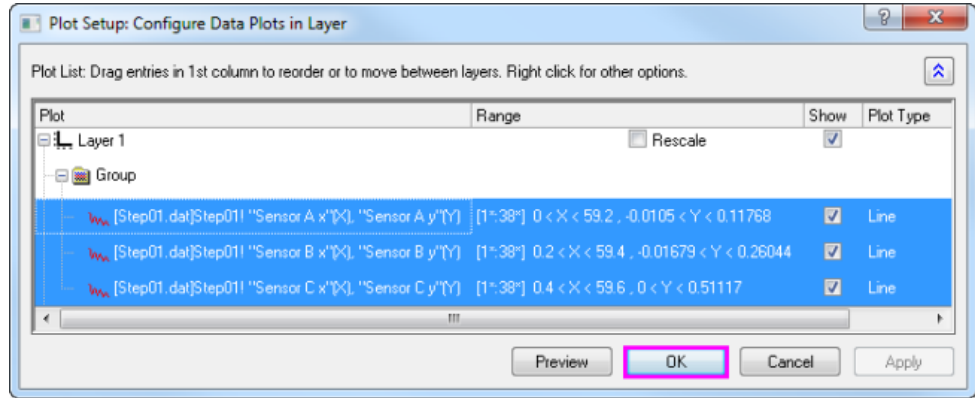 Plot Setup: Configure Data Plots in Layer
Plot List: Drag entries in 1st column to reorder or to move between layers. Right click for other options.
Plot Range Show Plot Type
Layer 1 Rescale
Group
[Step01.dat]Step01! "Sensor A x"(X), "Sensor A y"(Y) [1*:38*] 0 < X < 59.2 , -0.0105 < Y < 0.11768 Line
[Step01.dat]Step01! "Sensor B x"(X), "Sensor B y"(Y) [1*:38*] 0.2 < X < 59.4 , -0.01679 < Y < 0.26044 Line
[Step01.dat]Step01! "Sensor C x"(X), "Sensor C y"(Y) [1*:38*] 0.4 < X < 59.6 , 0 < Y < 0.51117 Line
Preview OK Cancel Apply